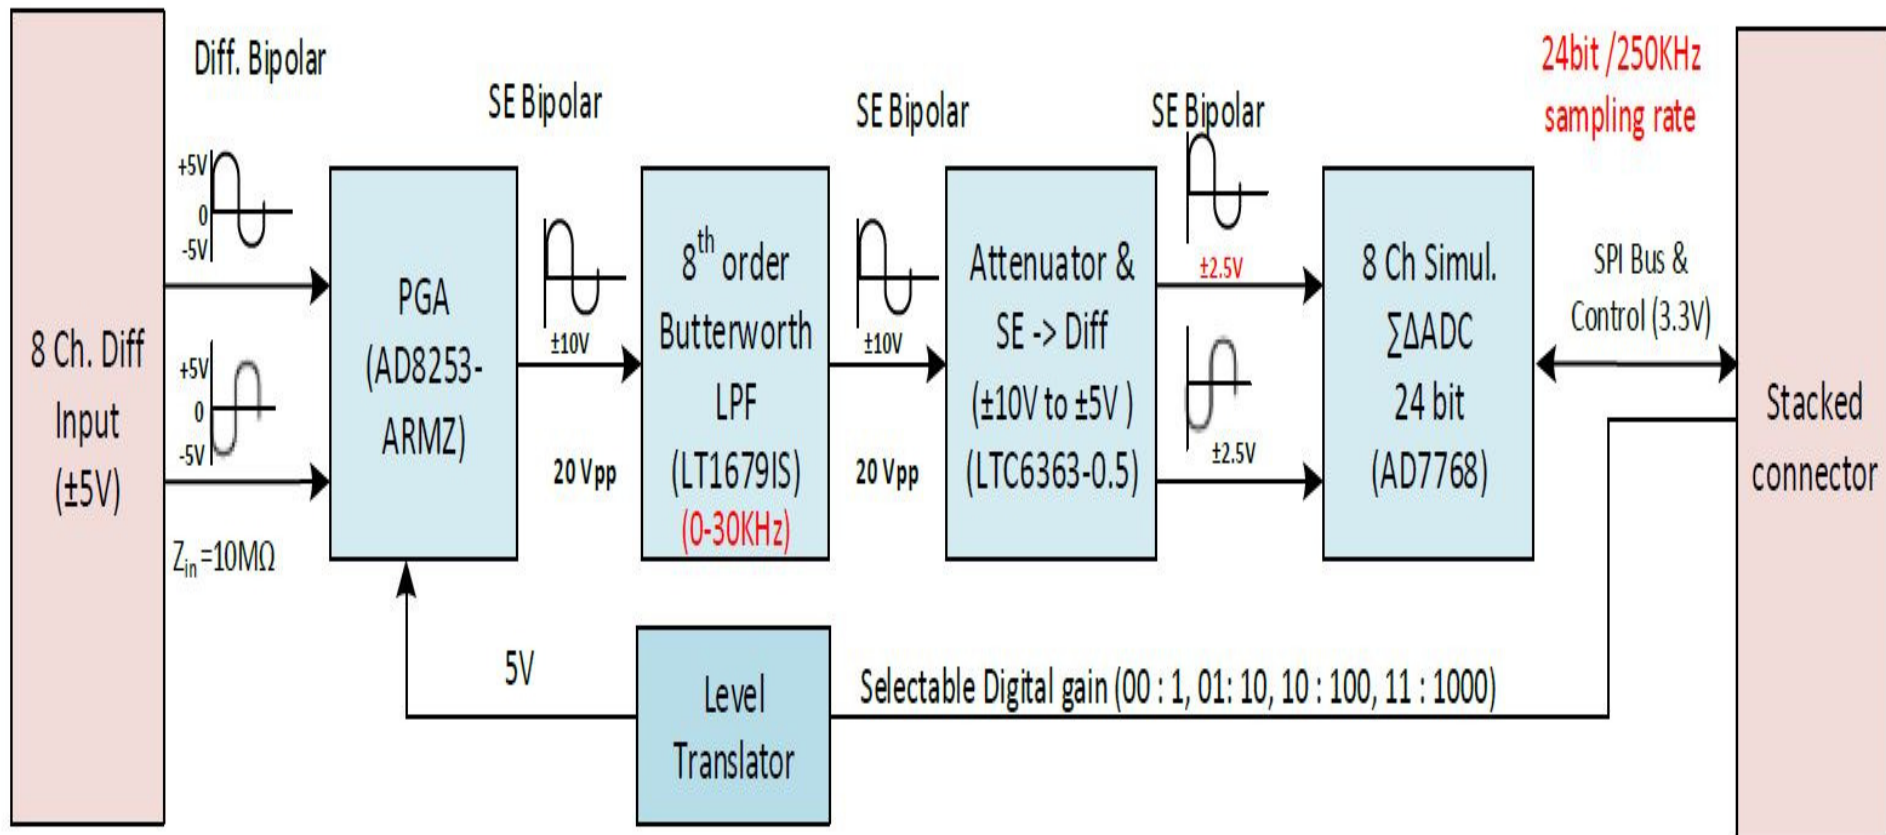 8 Ch. Diff
Input
(±5V)
Diff. Bipolar
+5V
0
-5V
+5V
0
-5V
Zin =10MΩ
PGA
(AD8253-
ARMZ)
SE Bipolar
±10V
20 Vpp
8th order
Butterworth
LPF
(LT1679IS)
(0-30KHz)
SE Bipolar
±10V
20 Vpp
Attenuator &
SE -> Diff
(±10V to ±5V )
(LTC6363-0.5)
SE Bipolar
±2.5V
±2.5V
8 Ch Simul.
∑ΔADC
24 bit
(AD7768)
24bit /250KHz
sampling rate
SPI Bus &
Control (3.3V)
Stacked
connector
5V
Level
Translator
Selectable Digital gain (00 : 1, 01: 10, 10 : 100, 11 : 1000)